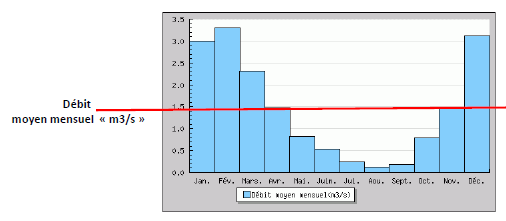 3.5
3.0
2.5
2.0
Débit
moyen mensuel « m3/s »
1.5
1.0
0.5
0.0
Jan. Fév. Mars. Avr. Mai. Juin. Jui. Aou. Sept. Oct. Nov. Déc.
Débit moyen mensuel(m3/s)